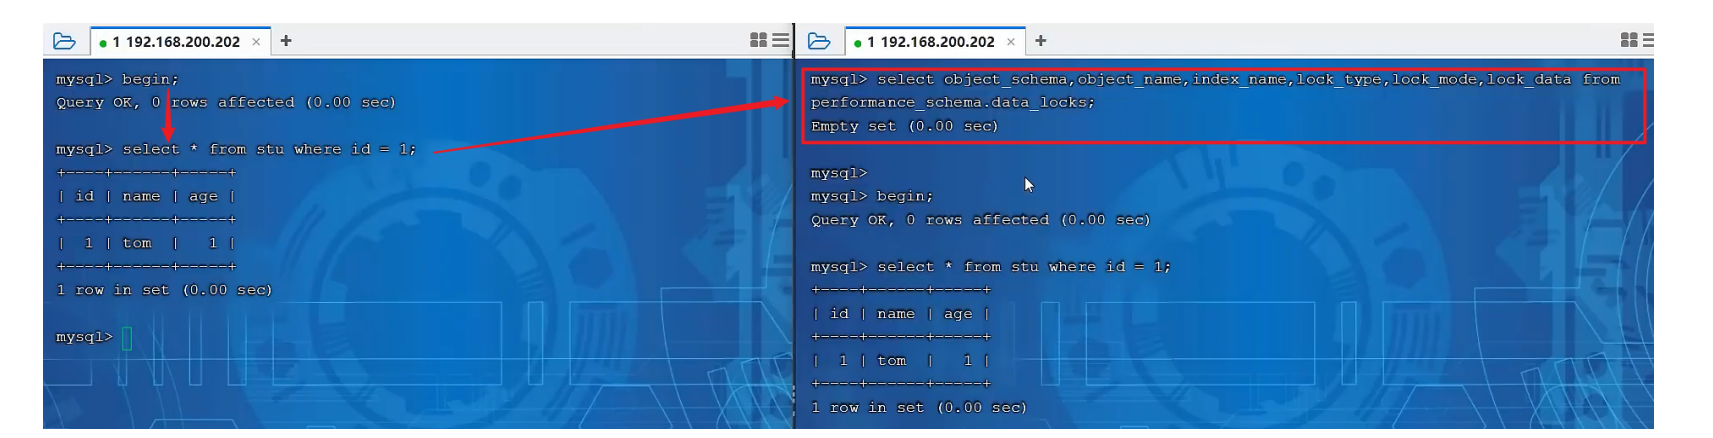 1 192.168.200.202 × +
mysql> begin;
Query OK, 0 rows affected (0.00 sec)
mysql> select * from stu where id = 1;
+----+------+-----+
| id | name | age |
+----+------+-----+
| 1 | tom | 1 |
+----+------+-----+
1 row in set (0.00 sec)
mysql>
1 192.168.200.202 × +
mysql> select object_schema,object_name,index_name,lock_type,lock_mode,lock_data from
performance_schema.data_locks;
Empty set (0.00 sec)
mysql>
mysql> begin;
Query OK, 0 rows affected (0.00 sec)
mysql> select * from stu where id = 1;
+----+------+-----+
| id | name | age |
+----+------+-----+
| 1 | tom | 1 |
+----+------+-----+
1 row in set (0.00 sec)